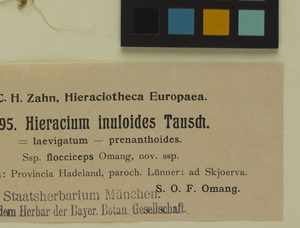 C. H. Zahn, Hieraciotheca Europaea.
95. Hieracium inuloides Tausch.
= laevigatum — prenanthoides.
Ssp. flocciceps Omang, nov. ssp.
: Provincia Hadeland, paroch. Lünner: ad Skjoerva.
S. O. F. Omang.
Staatsherbarium München.
dem Herbar der Bayer. Botan. Gesellschaft.